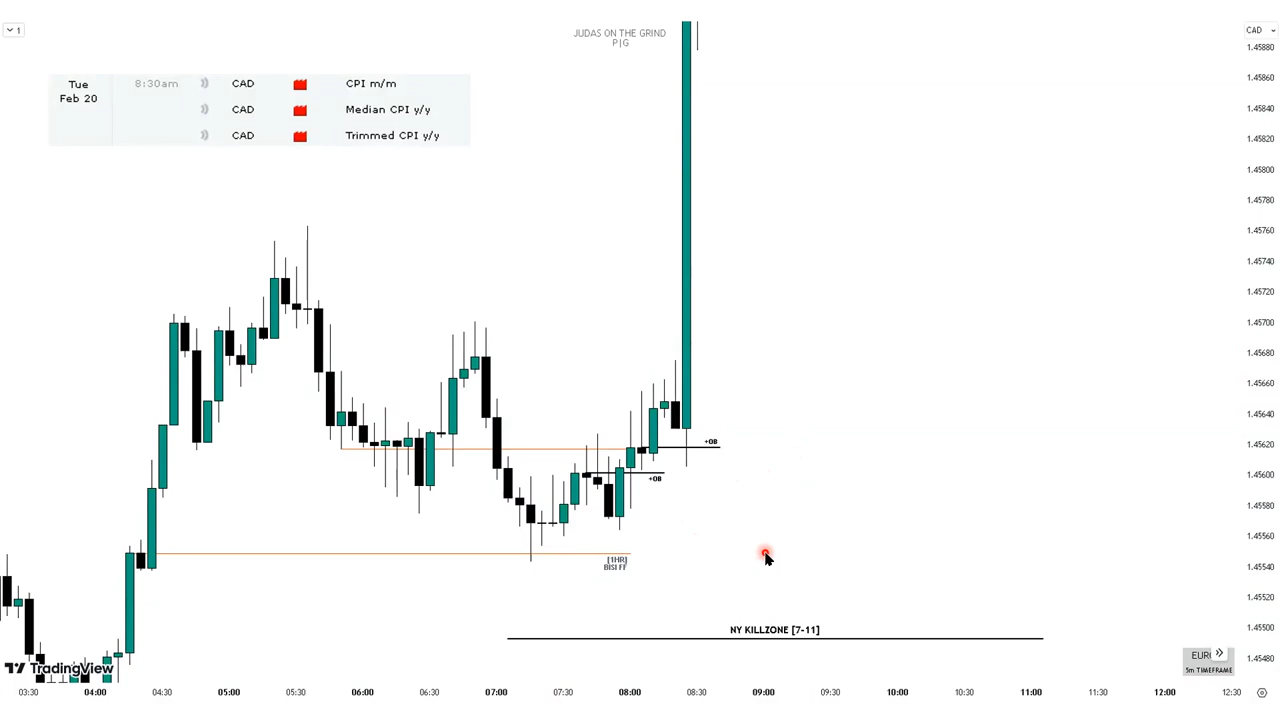 1
JUDAS ON THE GRIND
P|G
CAD
Tue
Feb 20
8:30am CAD CPI m/m
CAD Median CPI y/y
CAD Trimmed CPI y/y
1.45880
1.45860
1.45840
1.45820
1.45800
1.45780
1.45760
1.45740
1.45720
1.45700
1.45680
1.45660
1.45640
1.45620
1.45600
1.45580
1.45560
1.45540
1.45520
1.45500
1.45480
+OB
+OB
[1HR]
BISI FF
NY KILLZONE [7-11]
TradingView
EUR
5m TIMEFRAME
03:30 04:00 04:30 05:00 05:30 06:00 06:30 07:00 07:30 08:00 08:30 09:00 09:30 10:00 10:30 11:00 11:30 12:00 12:30